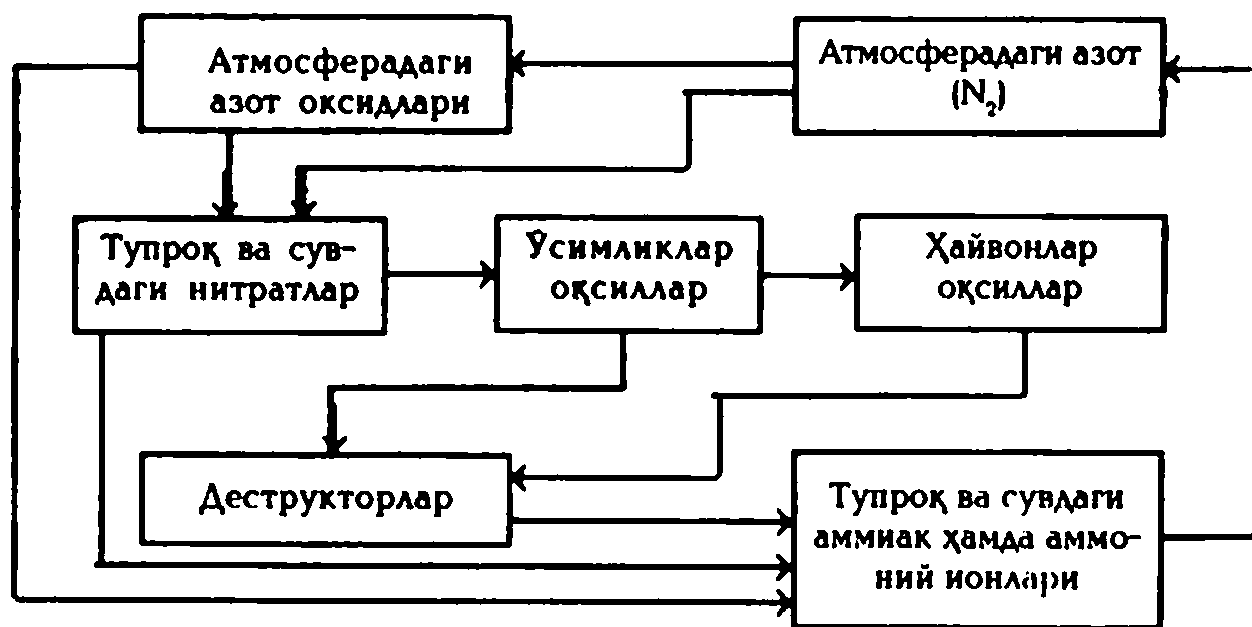 Атмосферадаги
азот оксидлари
Атмосферадаги азот
(N₂)
Тупроқ ва сув-
даги нитратлар
Ўсимликлар
оқсиллар
Ҳайвонлар
оқсиллар
Деструкторлар
Тупроқ ва сувдаги
аммиак ҳамда аммо-
ний ионлари